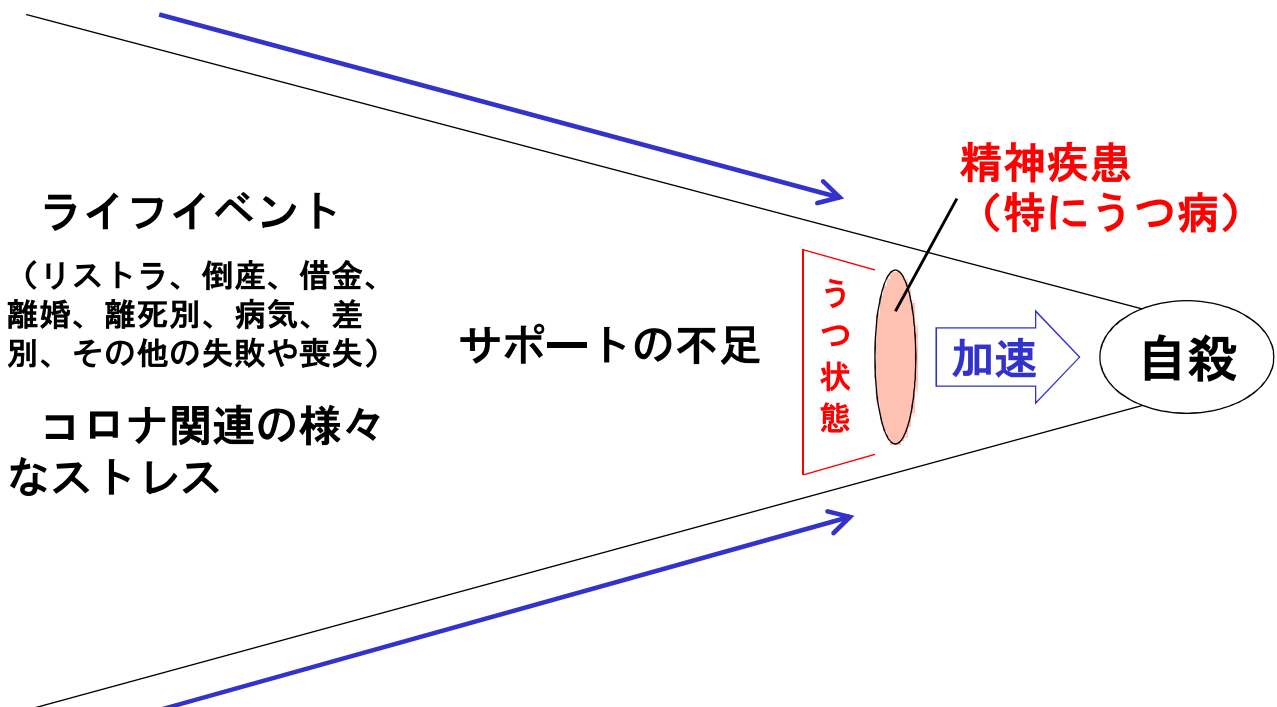 ライフイベント
（リストラ、倒産、借金、
離婚、離死別、病気、差
別、その他の失敗や喪失）
コロナ関連の様々
なストレス
サポートの不足
うつ状態
精神疾患
（特にうつ病）
加速
自殺